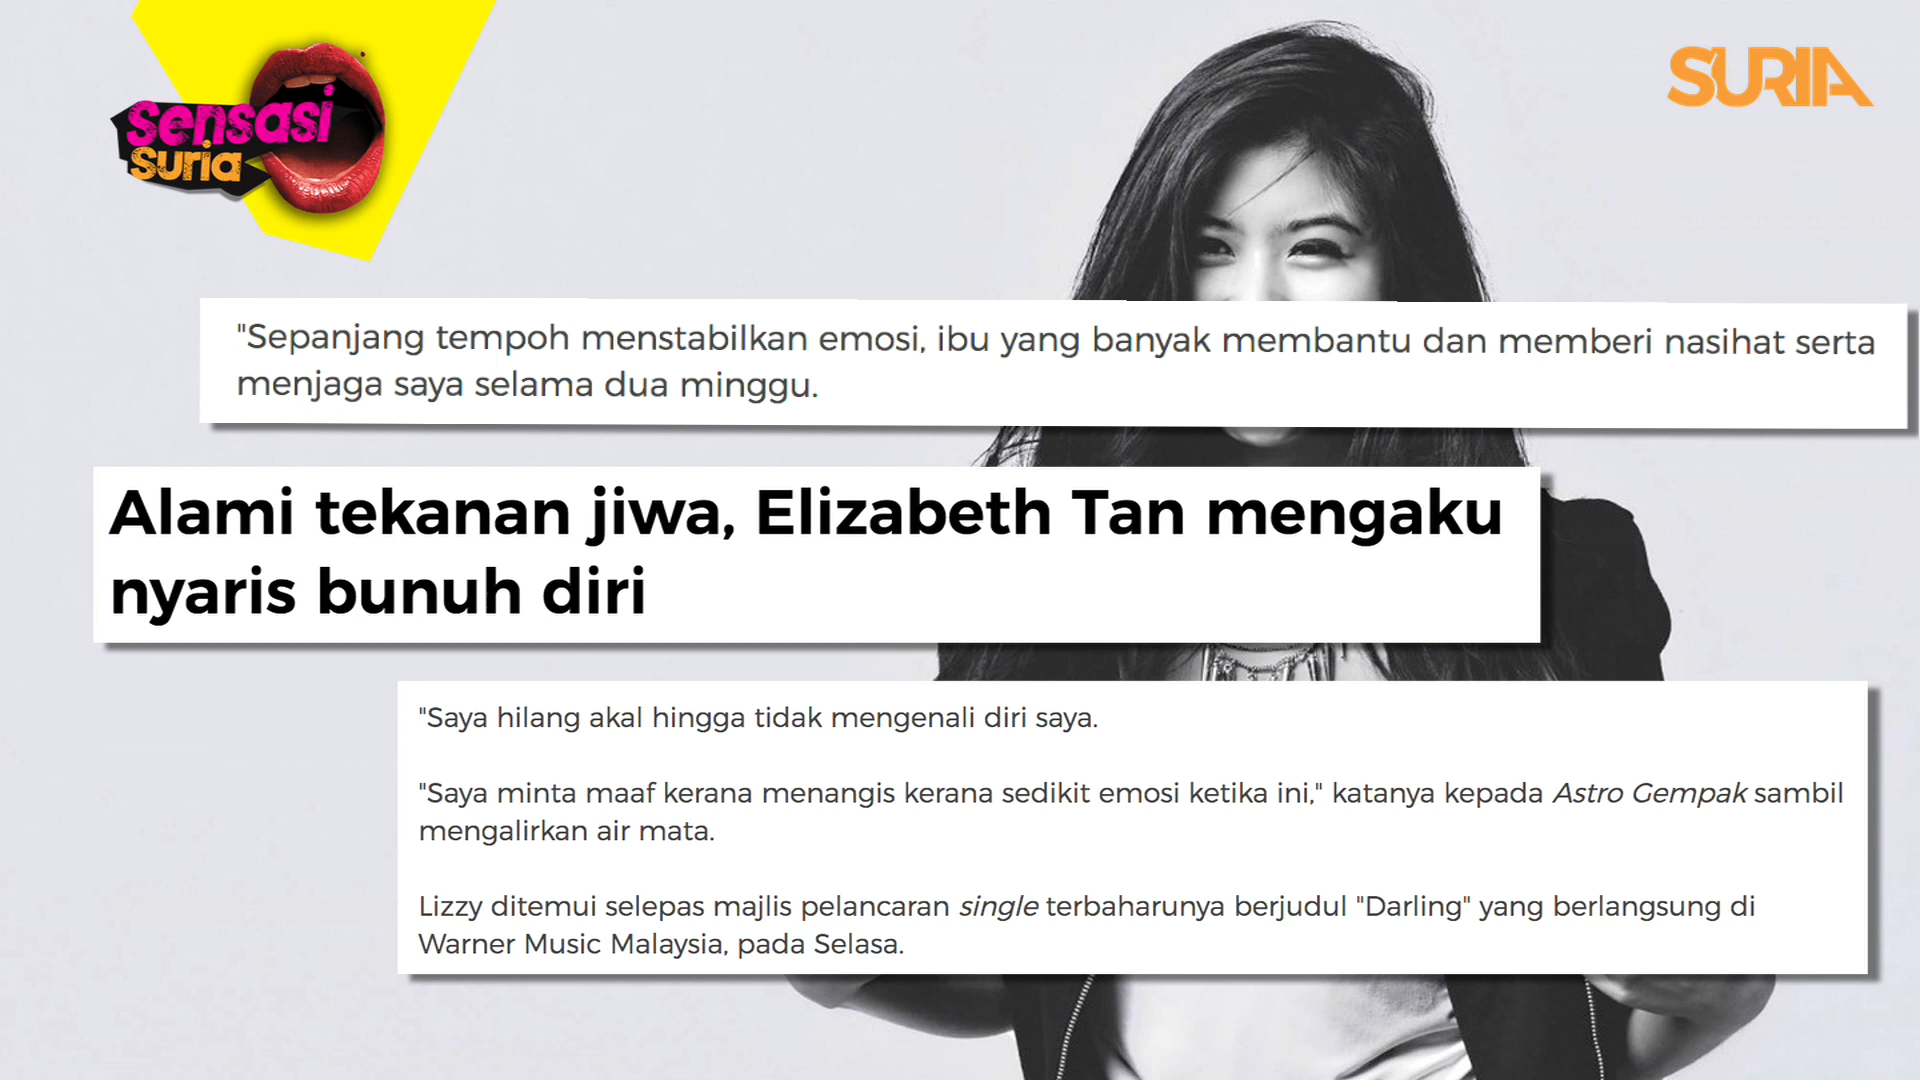 Sensasi
Suria
SURIA
"Sepanjang tempoh menstabilkan emosi, ibu yang banyak membantu dan memberi nasihat serta
menjaga saya selama dua minggu.
Alami tekanan jiwa, Elizabeth Tan mengaku
nyaris bunuh diri
"Saya hilang akal hingga tidak mengenali diri saya.
"Saya minta maaf kerana menangis kerana sedikit emosi ketika ini," katanya kepada Astro Gempak sambil
mengalirkan air mata.
Lizzy ditemui selepas majlis pelancaran single terbaharunya berjudul "Darling" yang berlangsung di
Warner Music Malaysia, pada Selasa.